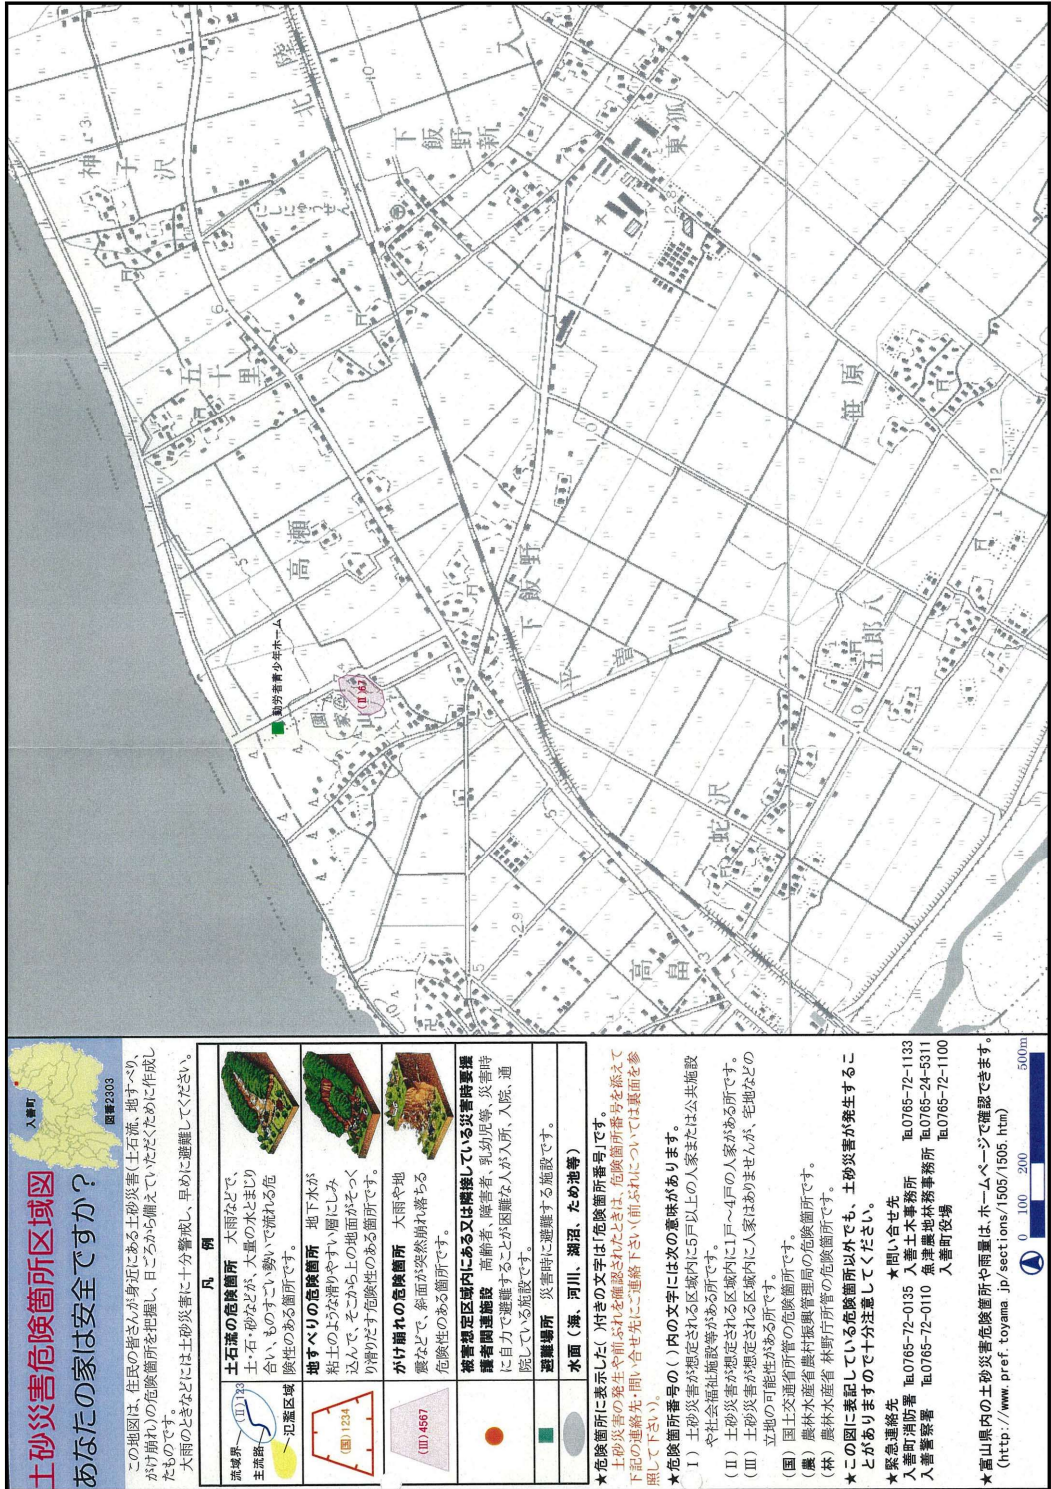 土砂災害危険箇所区域図
あなたの家は安全ですか？
入善町
図番2303
この地図は、住民の皆さんが身近にある土砂災害(土石流、地すべり、
がけ崩れ)の危険箇所を把握し、日ごろから備えていただくために作成し
たものです。
大雨のときなどには土砂災害に十分警戒し、早めに避難してください。
凡　例
流域界
主流路
(Ⅱ)123
氾濫区域
土石流の危険箇所　大雨などで、
土・石・砂などが、大量の水とまじり
合い、ものすごい勢いで流れる危
険性のある箇所です。
(国)1234
地すべりの危険箇所　地下水が
粘土のような滑りやすい層にしみ
込んで、そこから上の地面がそっく
り滑りだす危険性のある箇所です。
(Ⅲ)4567
がけ崩れの危険箇所　大雨や地
震などで、斜面が突然崩れ落ちる
危険性のある箇所です。
被害想定区域内にある又は隣接している災害時要援
護者関連施設　高齢者、障害者、乳幼児等、災害時
に自力で避難することが困難な人が入所、入院、通
院している施設です。
避難場所　災害時に避難する施設です。
水面（海、河川、湖沼、ため池等）
★危険箇所に表示した( )付きの文字は「危険箇所番号」です。
土砂災害の発生や前ぶれを確認されたときは、危険箇所番号を添えて
下記の連絡先・問い合せ先にご連絡下さい(前ぶれについては裏面を参
照して下さい)。
★危険箇所番号の( )内の文字には次の意味があります。
Ⅰ) 土砂災害が想定される区域内に5戸以上の人家または公共施設
や社会福祉施設等がある所です。
(Ⅱ) 土砂災害が想定される区域内に1戸～4戸の人家がある所です。
(Ⅲ 土砂災害が想定される区域内に人家はありませんが、宅地などの
立地の可能性がある所です。
(国) 国土交通省所管の危険箇所です。
(農) 農林水産省農村振興管理局の危険箇所です。
(林) 農林水産省 林野庁所管の危険箇所です。
★この図に表記している危険箇所以外でも、土砂災害が発生するこ
とがありますので十分注意してください。
★緊急連絡先　★問い合せ先
入善町消防署　℡0765-72-0135　入善土木事務所　℡0765-72-1133
入善警察署　℡0765-72-0110　魚津農地林務事務所　℡0765-24-5311
入善町役場　℡0765-72-1100
★富山県内の土砂災害危険箇所や雨量は、ホームページで確認できます。
(http://www.pref.toyama.jp/sections/1505/1505.htm)
0　100　200　500m
神子沢
にしにゅうぜん
北陸
入
下飯野新
東狐
五十里
高瀬
勤労者青少年ホーム
園家山
(Ⅱ)67
下飯野
平曽川
笹原
五郎八
蛇沢
高畠
40
6
12
10
10
12
5
5
2.9
3